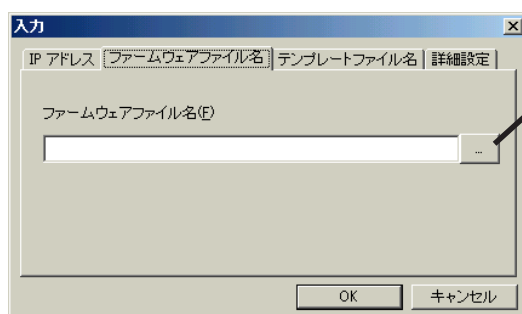 入力
IP アドレス ファームウェアファイル名 テンプレートファイル名 詳細設定
ファームウェアファイル名(F)
...
OK キャンセル